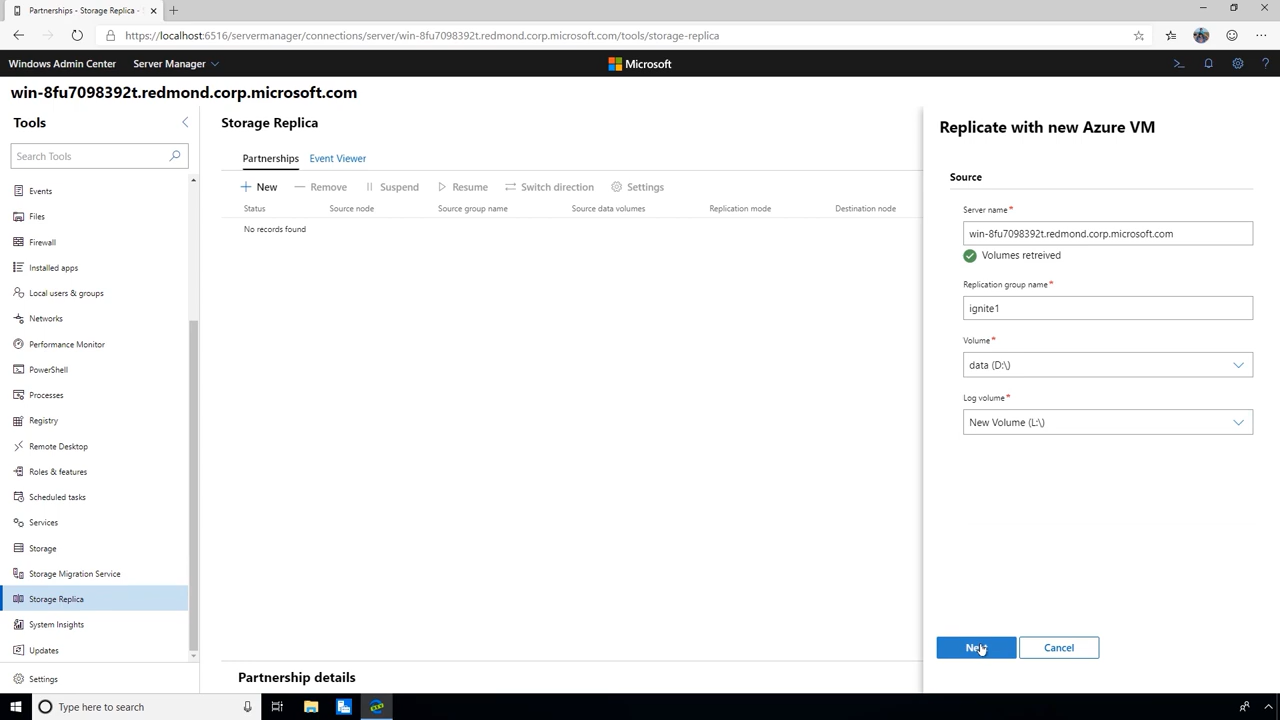 Partnerships - Storage Replica -
https://localhost:6516/servermanager/connections/server/win-8fu7098392t.redmond.corp.microsoft.com/tools/storage-replica
Windows Admin Center Server Manager Microsoft
win-8fu7098392t.redmond.corp.microsoft.com
Tools
Search Tools
Events
Files
Firewall
Installed apps
Local users & groups
Networks
Performance Monitor
PowerShell
Processes
Registry
Remote Desktop
Roles & features
Scheduled tasks
Services
Storage
Storage Migration Service
Storage Replica
System Insights
Updates
Settings
Storage Replica
Partnerships Event Viewer
New Remove Suspend Resume Switch direction Settings
Status Source node Source group name Source data volumes Replication mode Destination node
No records found
Partnership details
Replicate with new Azure VM
Source
Server name*
win-8fu7098392t.redmond.corp.microsoft.com
Volumes retreived
Replication group name*
ignite1
Volume*
data (D:\)
Log volume*
New Volume (L:\)
Cancel
Type here to search